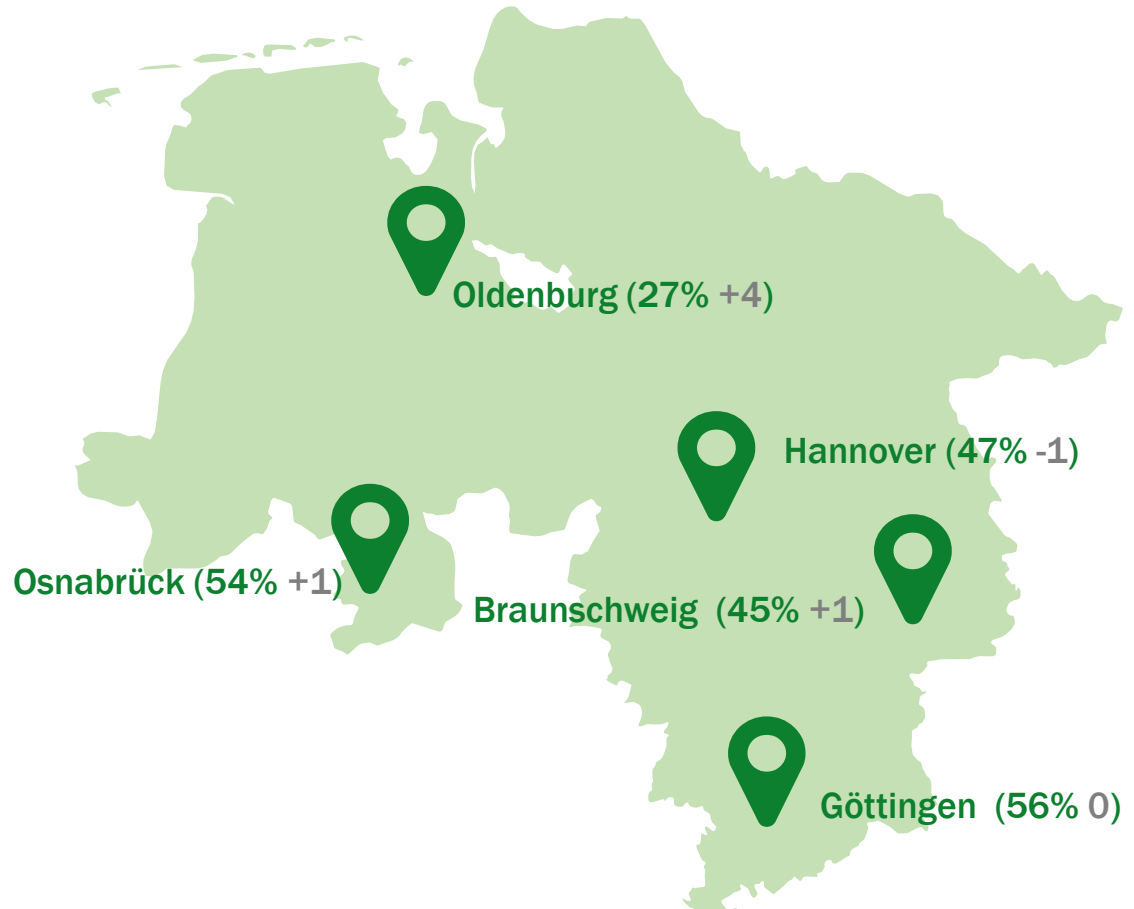 Oldenburg (27% +4)
Hannover (47% -1)
Osnabrück (54% +1)
Braunschweig (45% +1)
Göttingen (56% 0)